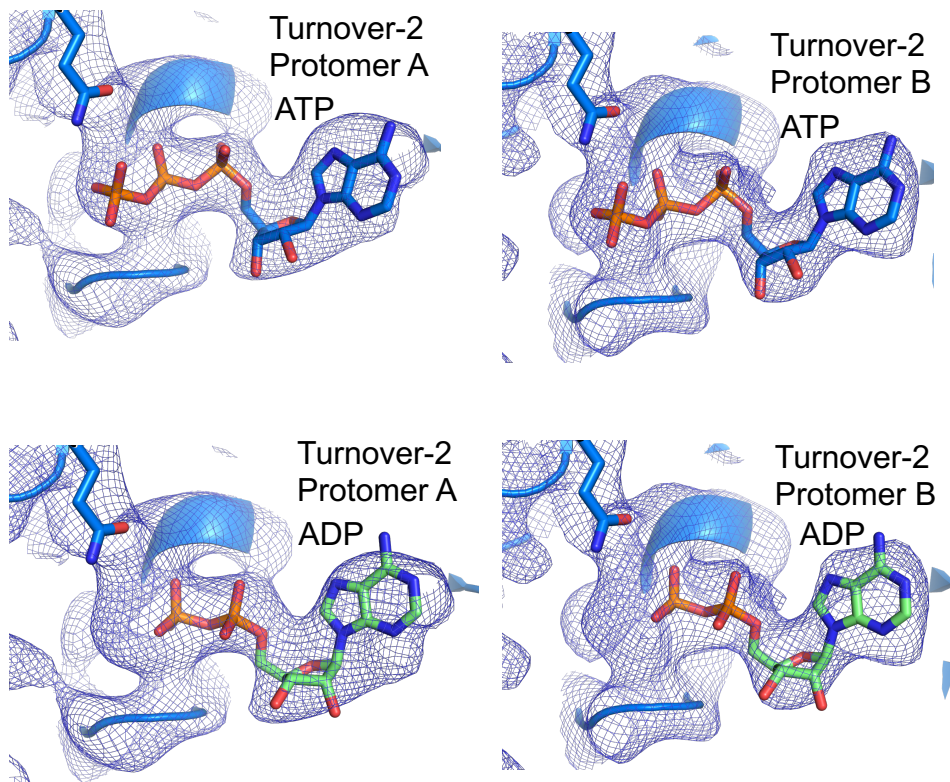 Turnover-2
Protomer A
ATP
Turnover-2
Protomer B
ATP
Turnover-2
Protomer A
ADP
Turnover-2
Protomer B
ADP